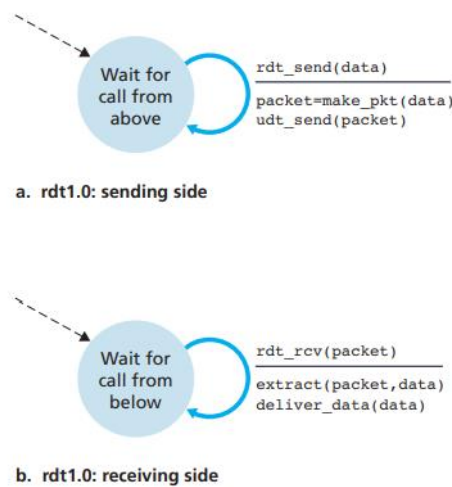 Wait for
call from
above
rdt_send(data)
packet=make_pkt(data)
udt_send(packet)
a. rdt1.0: sending side
Wait for
call from
below
rdt_rcv(packet)
extract(packet,data)
deliver_data(data)
b. rdt1.0: receiving side